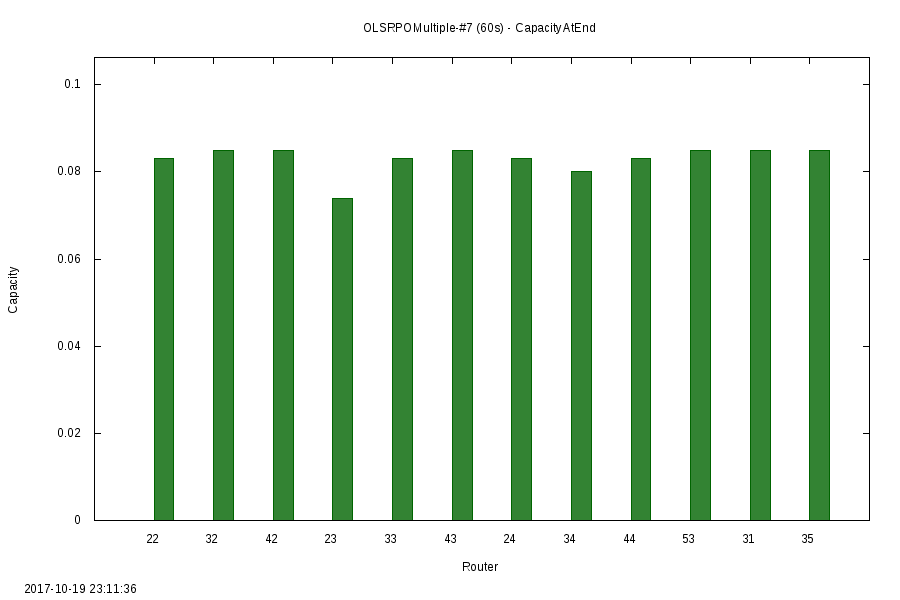 OLSRPOMultiple-#7 (60s) - CapacityAtEnd
0.1
0.08
0.06
0.04
0.02
0
Capacity
22 32 42 23 33 43 24 34 44 53 31 35
Router
2017-10-19 23:11:36